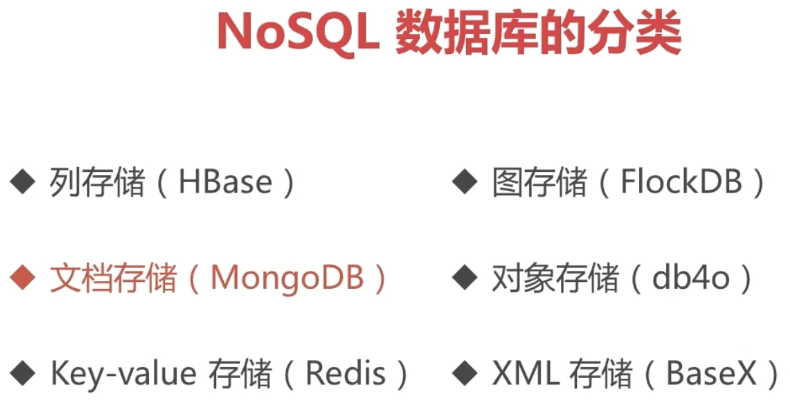 NoSQL 数据库的分类
◆ 列存储（HBase）
◆ 图存储（FlockDB）
◆ 文档存储（MongoDB）
◆ 对象存储（db4o）
◆ Key-value 存储（Redis）
◆ XML 存储（BaseX）